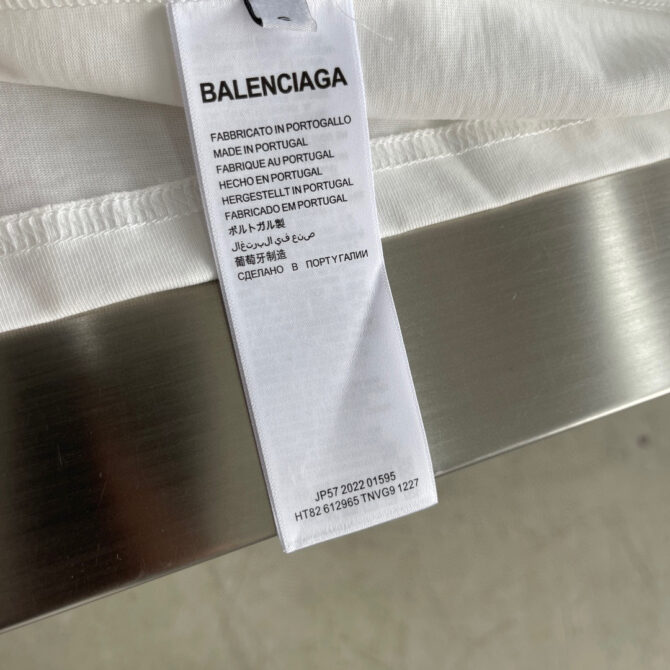 BALENCIAGA
FABBRICATO IN PORTOGALLO
MADE IN PORTUGAL
FABRIQUE AU PORTUGAL
HECHO EN PORTUGAL
HERGESTELLT IN PORTUGAL
FABRICADO EM PORTUGAL
ポルトガル製
صنع في البرتغال
葡萄牙制造
СДЕЛАНО В ПОРТУГАЛИИ
JP57 2022 01595
HT82 612965 TNVG9 1227